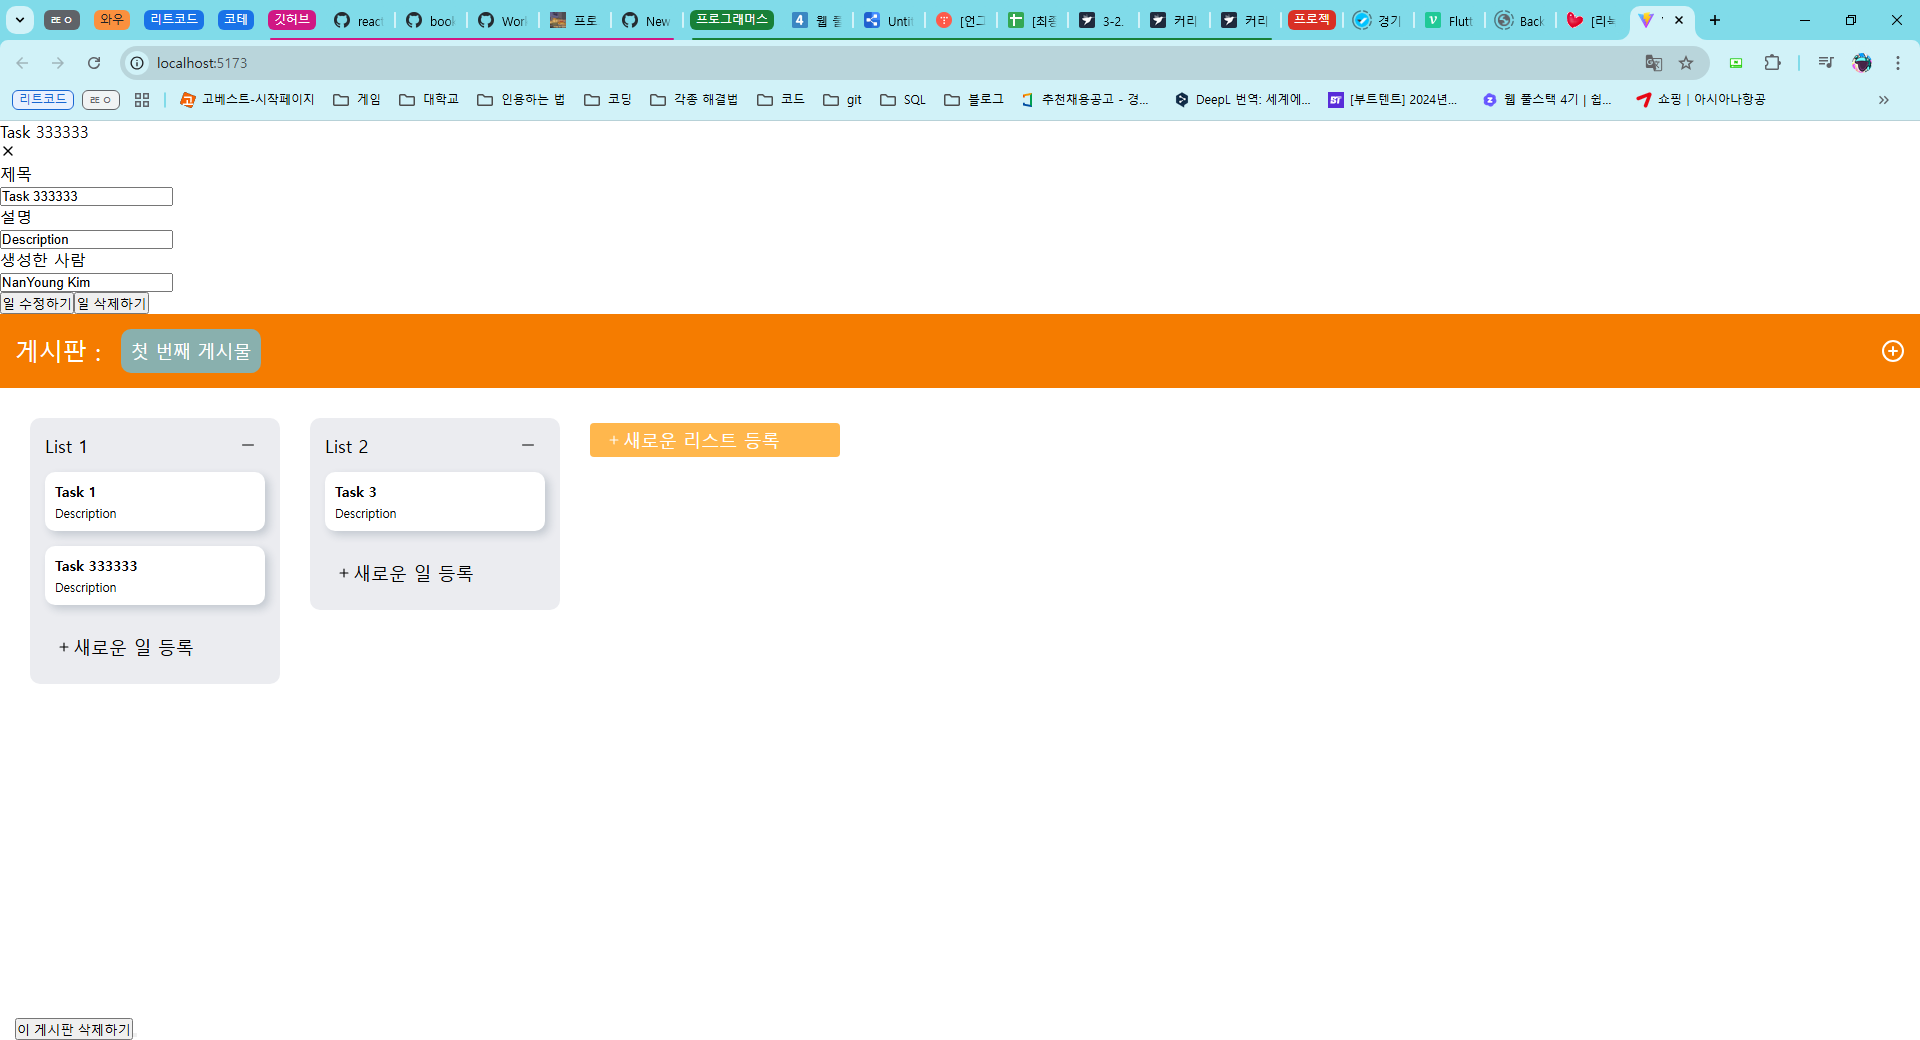 와우
리트코드
코테
깃허브
react
book
Work
프로
New
프로그래머스
웹 풀
Untit
[언그
[최종
3-2.
커리
커리
프로젝
경기
Flutt
Back
[리눅
localhost:5173
리트코드
고베스트-시작페이지
게임
대학교
인용하는 법
코딩
각종 해결법
코드
git
SQL
블로그
추천채용공고 - 경...
DeepL 번역: 세계에...
[부트텐트] 2024년...
웹 풀스택 4기 | 쉽...
쇼핑 | 아시아나항공
Task 333333
제목
Task 333333
설명
Description
생성한 사람
NanYoung Kim
일 수정하기 일 삭제하기
게시판 : 첫 번째 게시물
List 1
Task 1
Description
Task 333333
Description
+ 새로운 일 등록
List 2
Task 3
Description
+ 새로운 일 등록
+ 새로운 리스트 등록
이 게시판 삭제하기